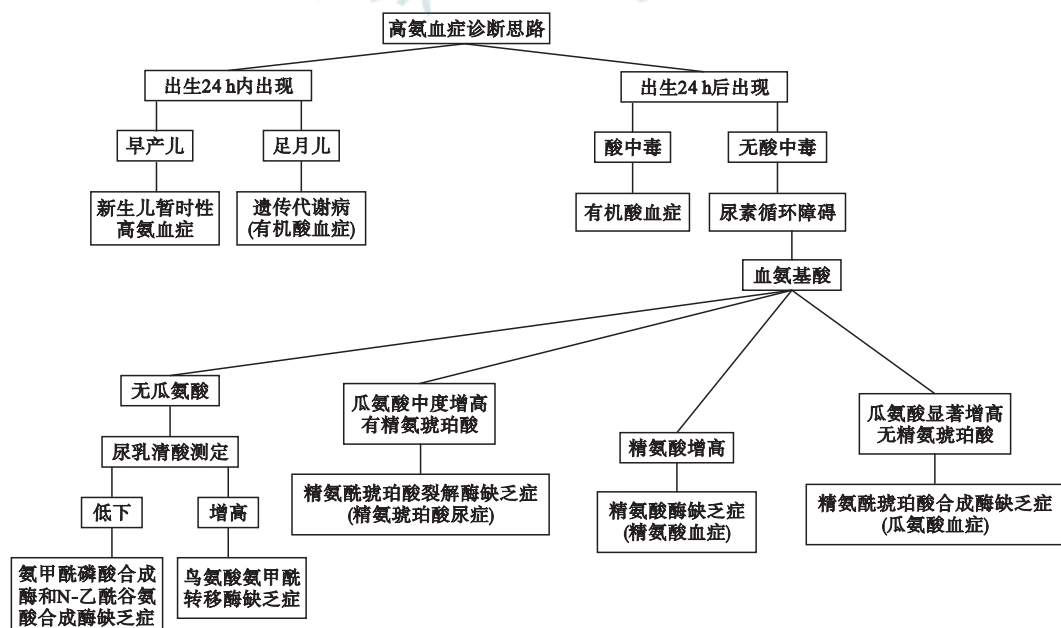 高氨血症诊断思路
出生24 h内出现
出生24 h后出现
早产儿
足月儿
酸中毒
无酸中毒
新生儿暂时性
高氨血症
遗传代谢病
(有机酸血症)
有机酸血症
尿素循环障碍
血氨基酸
无瓜氨酸
瓜氨酸中度增高
有精氨琥珀酸
精氨酸增高
瓜氨酸显著增高
无精氨琥珀酸
尿乳清酸测定
低下
增高
精氨酰琥珀酸裂解酶缺乏症
(精氨琥珀酸尿症)
精氨酸酶缺乏症
(精氨酸血症)
精氨酰琥珀酸合成酶缺乏症
(瓜氨酸血症)
氨甲酰磷酸合成
酶和N-乙酰谷氨
酸合成酶缺乏症
鸟氨酸氨甲酰
转移酶缺乏症